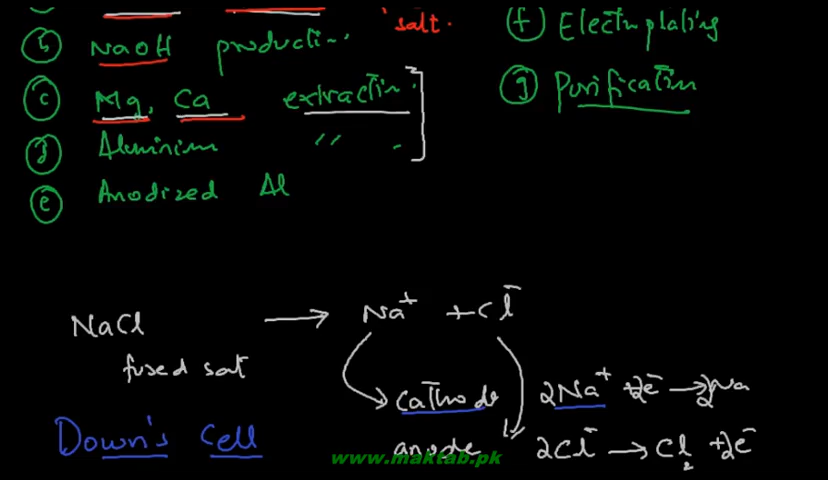 salt.
(b) NaOH production
(f) Electroplating
(c) Mg, Ca extraction.
(g) Purification
(d) Aluminium " .
(e) Anodized Al
NaCl → Na⁺ + Cl⁻
fused salt
cathode 2Na⁺ + 2e⁻ → 2Na
Down's Cell
anode 2Cl⁻ → Cl₂ + 2e⁻
www.maktab.pk